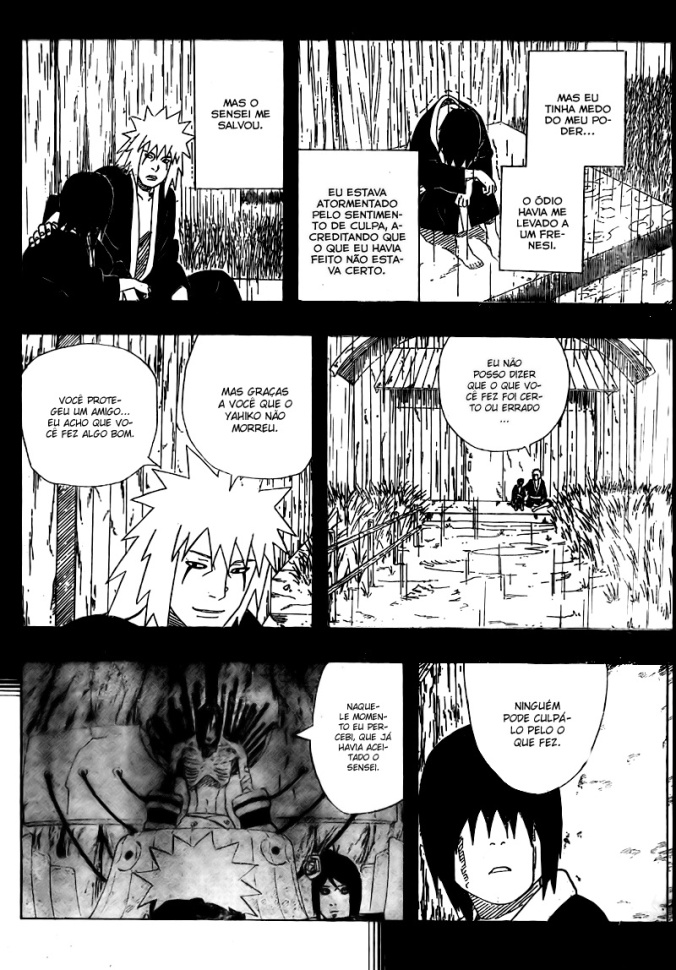 MAS EU
TINHA MEDO
DO MEU PO-
DER...
O ÓDIO
HAVIA ME
LEVADO A
UM FRE-
NESI.
EU ESTAVA
ATORMENTADO
PELO SENTIMEN-
TO DE CULPA, A-
CREDITANDO QUE
O QUE EU HAVIA
FEITO NÃO ESTA-
VA CERTO.
MAS O
SENSEI ME
SALVOU.
EU NÃO
POSSO DIZER
QUE O QUE VO-
CÊ FEZ FOI CER-
TO OU ERRADO
...
MAS GRAÇAS
A VOCÊ QUE O
YAHIKO NÃO
MORREU.
VOCÊ PROTE-
GEU UM AMIGO...
EU ACHO QUE VO-
CÊ FEZ ALGO BOM.
NINGUÉM
PODE CULPÁ-
LO PELO O
QUE FEZ.
NAQUE-
LE MOMENTO
EU PER-
CEBI, QUE JÁ
HAVIA ACEI-
TADO O
SENSEI.